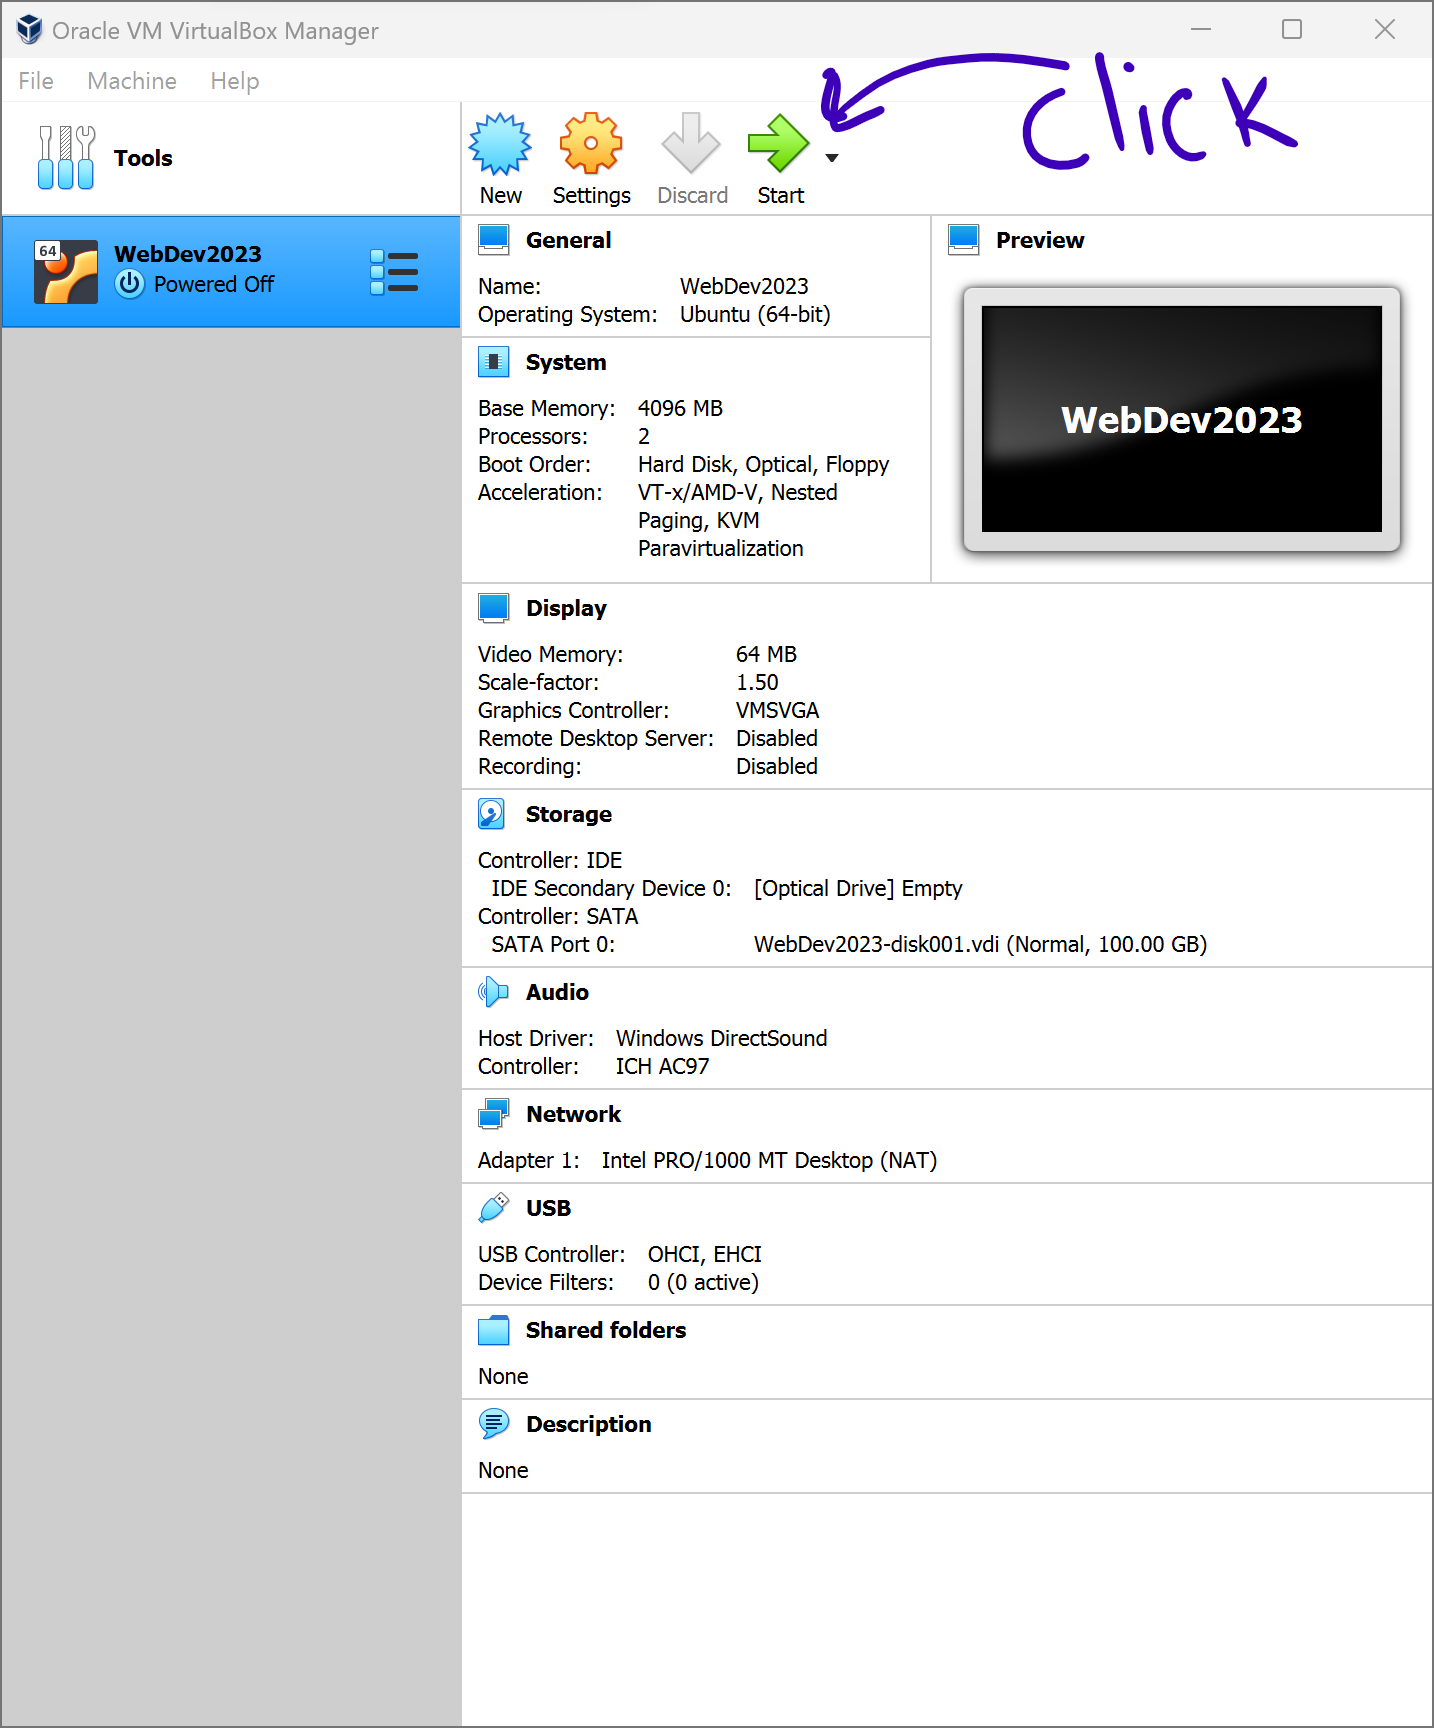 Oracle VM VirtualBox Manager
File Machine Help
click
Tools
New Settings Discard Start
64
WebDev2023
Powered Off
General
Name: WebDev2023
Operating System: Ubuntu (64-bit)
Preview
WebDev2023
System
Base Memory: 4096 MB
Processors: 2
Boot Order: Hard Disk, Optical, Floppy
Acceleration: VT-x/AMD-V, Nested
Paging, KVM
Paravirtualization
Display
Video Memory: 64 MB
Scale-factor: 1.50
Graphics Controller: VMSVGA
Remote Desktop Server: Disabled
Recording: Disabled
Storage
Controller: IDE
IDE Secondary Device 0: [Optical Drive] Empty
Controller: SATA
SATA Port 0: WebDev2023-disk001.vdi (Normal, 100.00 GB)
Audio
Host Driver: Windows DirectSound
Controller: ICH AC97
Network
Adapter 1: Intel PRO/1000 MT Desktop (NAT)
USB
USB Controller: OHCI, EHCI
Device Filters: 0 (0 active)
Shared folders
None
Description
None